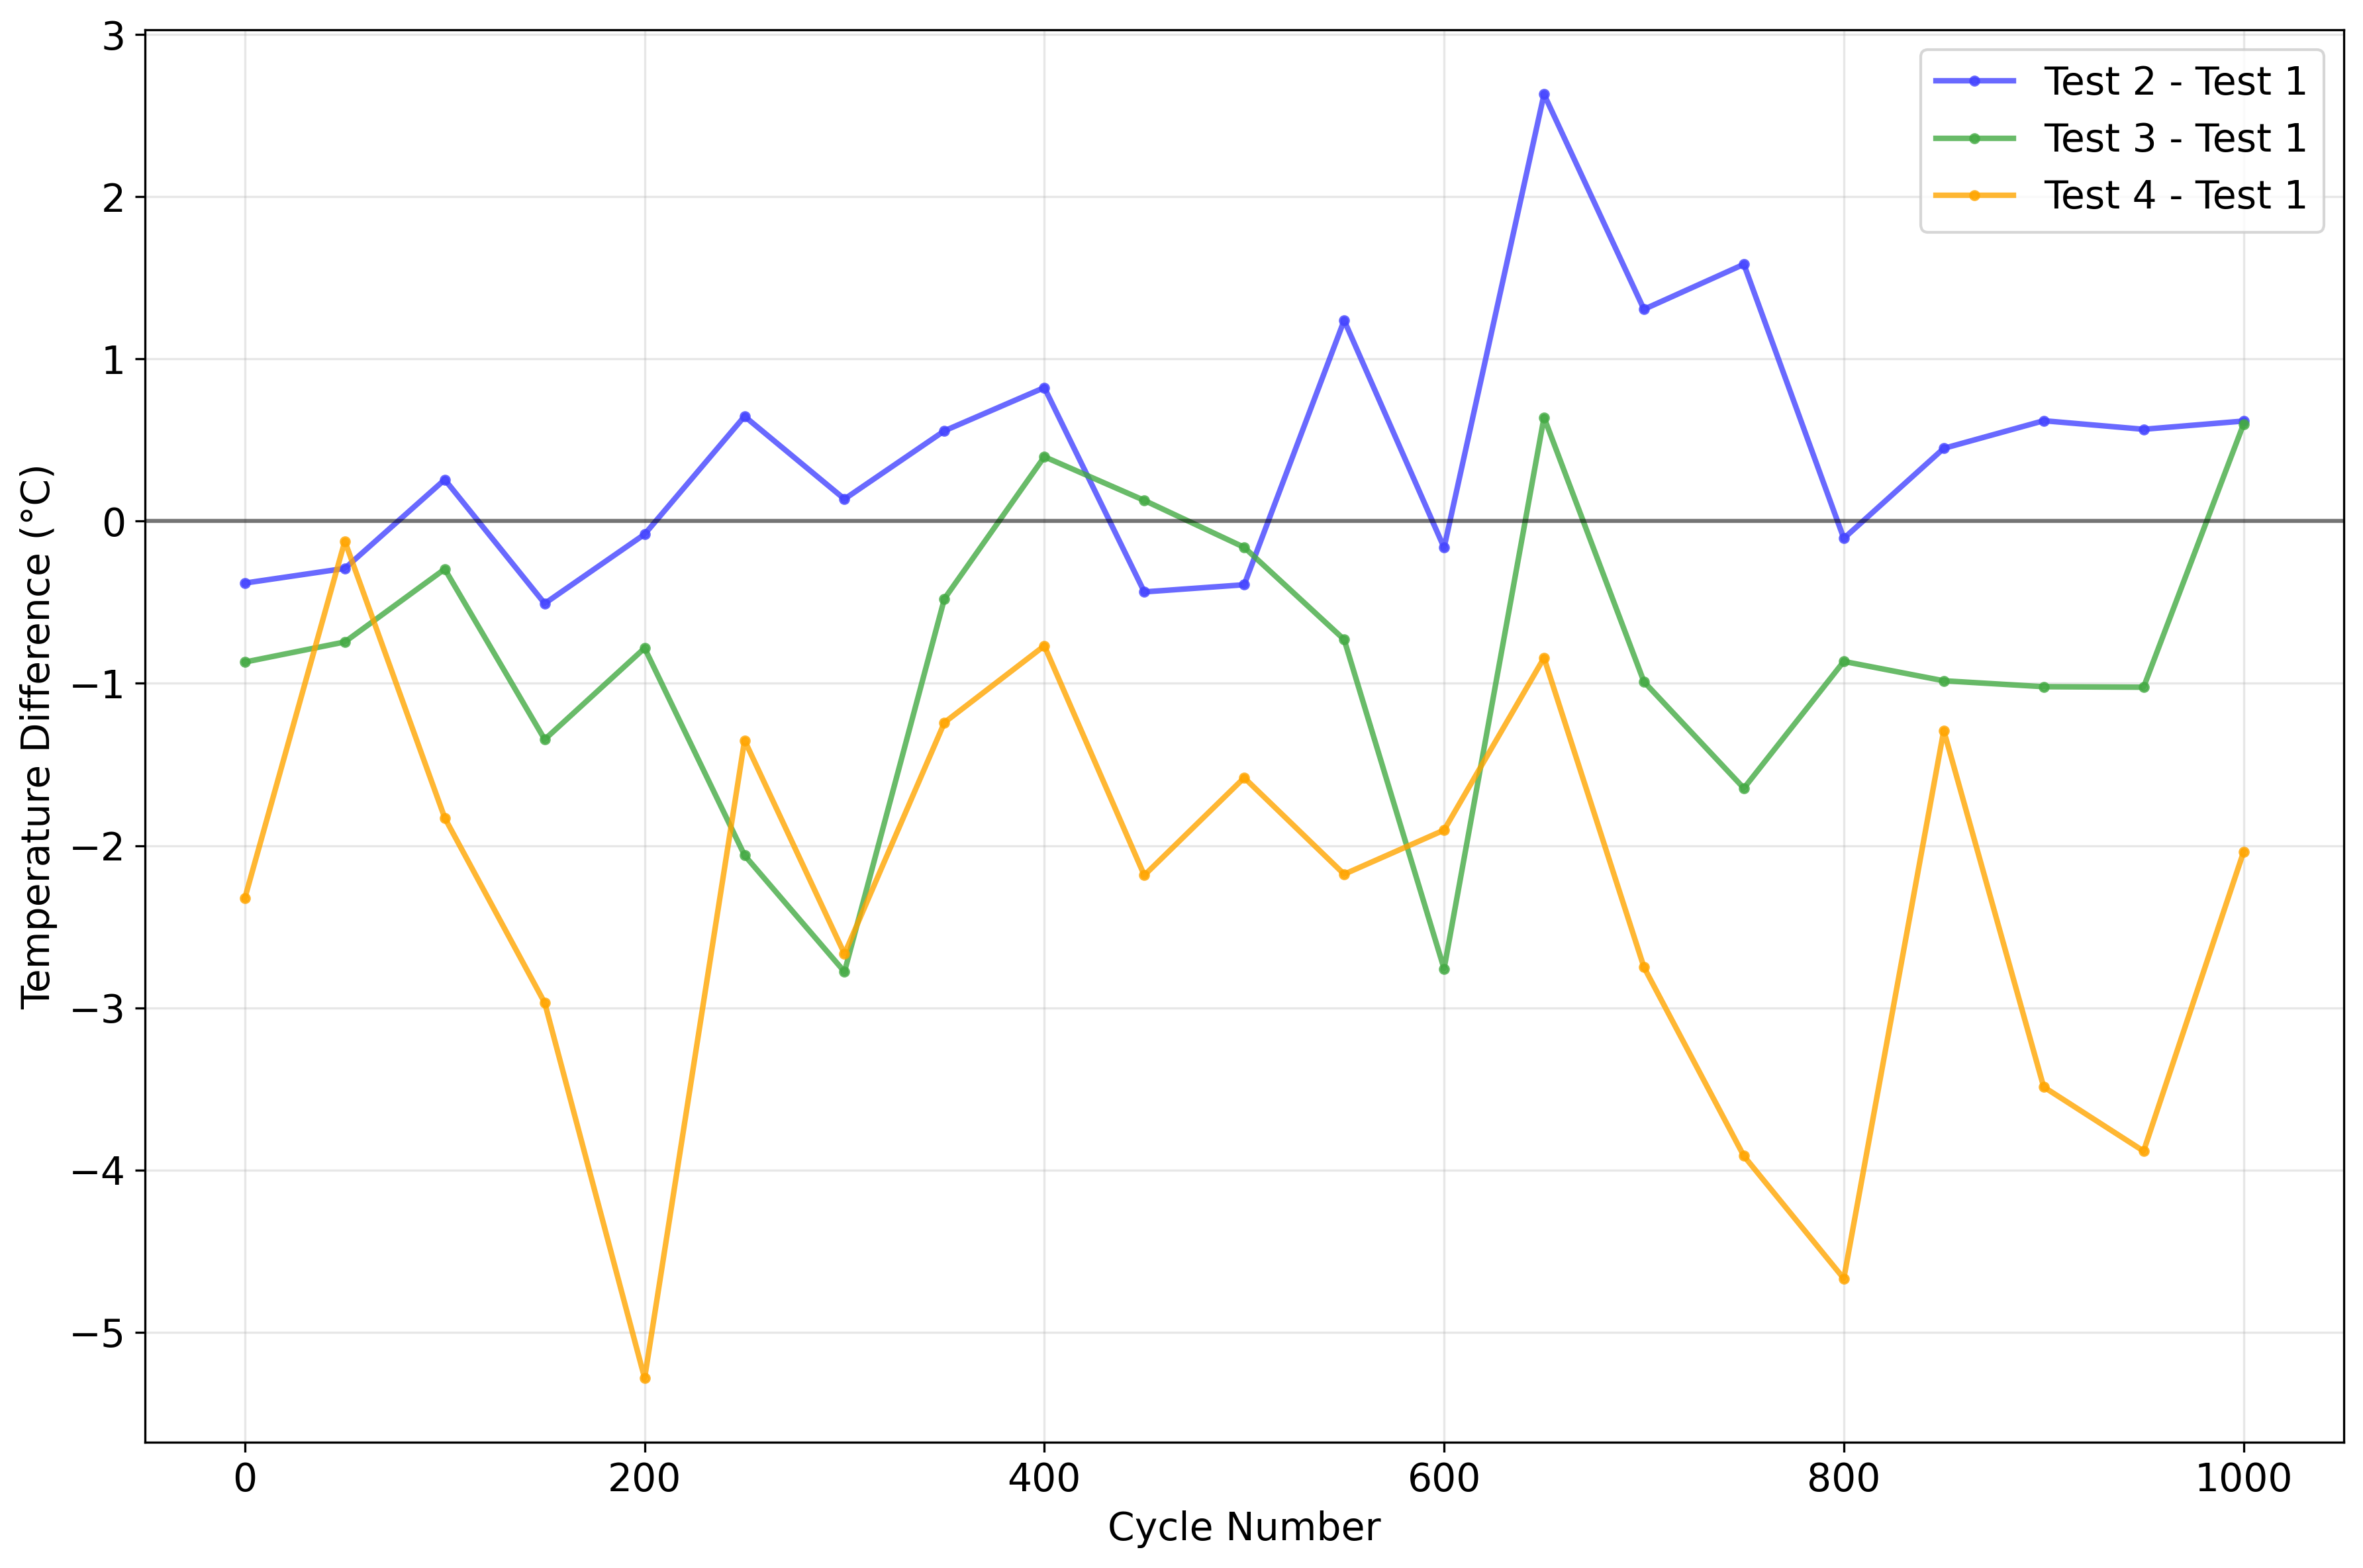 3
2
1
0
−1
−2
−3
−4
−5
Temperature Difference (°C)
Test 2 - Test 1
Test 3 - Test 1
Test 4 - Test 1
0 200 400 600 800 1000
Cycle Number